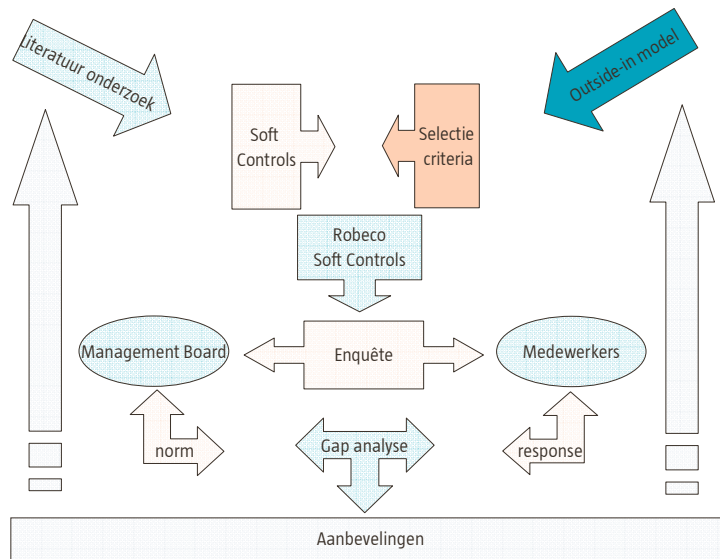 Literatuur onderzoek
Outside-in model
Soft
Controls
Selectie
criteria
Robeco
Soft Controls
Management Board
Enquête
Medewerkers
norm
Gap analyse
response
Aanbevelingen